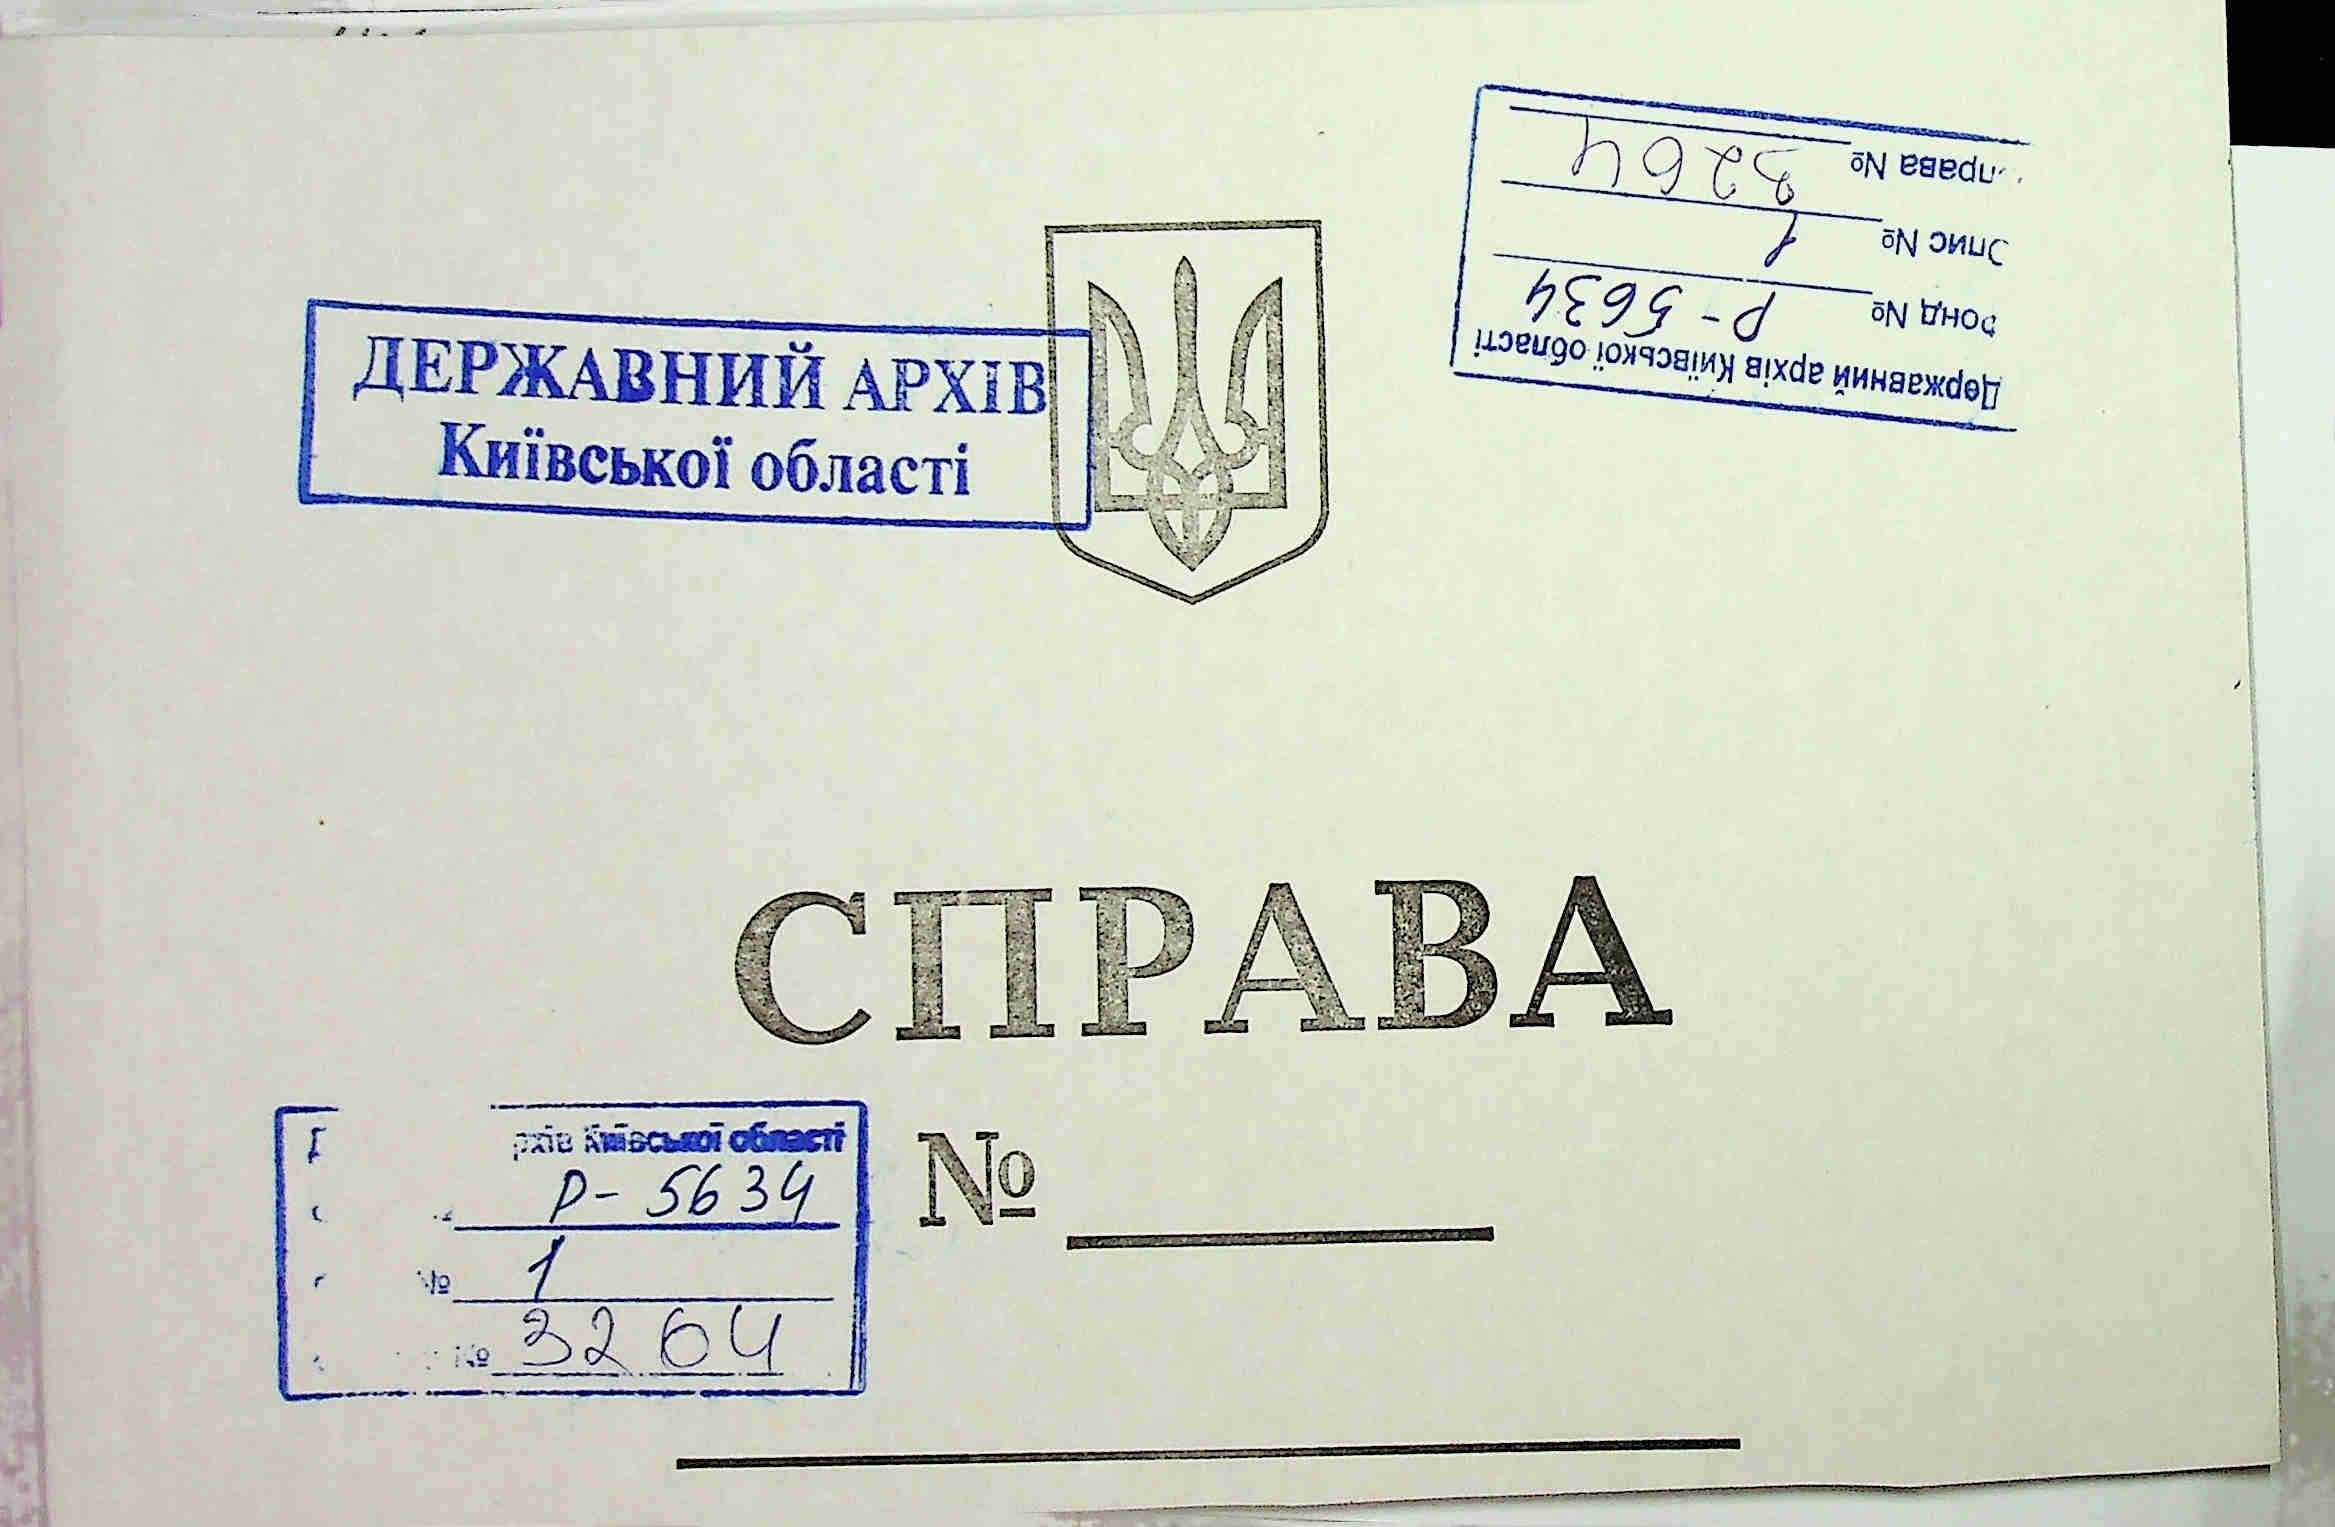 ДЕРЖАВНИЙ АРХІВ
Київської області
Державний архів Київської області
Фонд № Р-5634
Опис № 1
Справа № 3264
СПРАВА
№
архів Київської області
Р-5634
№ 1
№ 3264